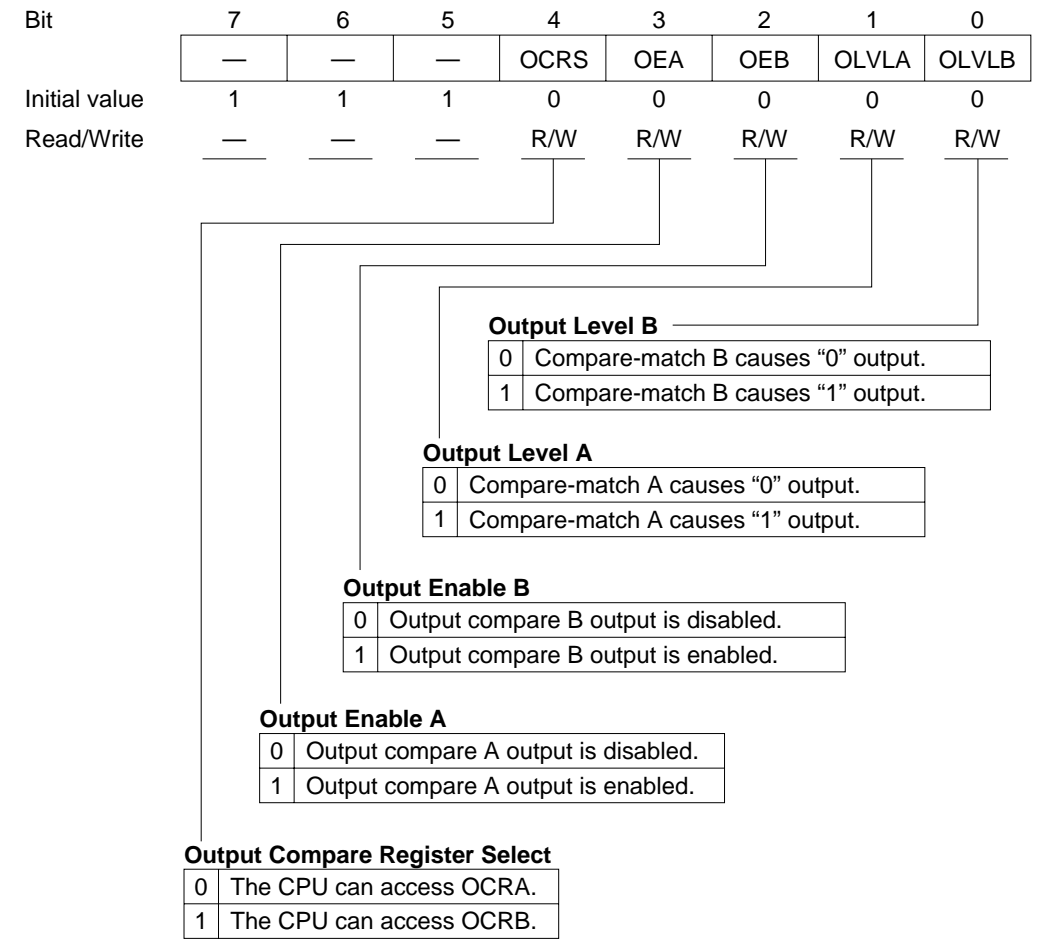 Bit 7 6 5 4 3 2 1 0
— — — OCRS OEA OEB OLVLA OLVLB
Initial value 1 1 1 0 0 0 0 0
Read/Write — — — R/W R/W R/W R/W R/W
Output Level B
0 Compare-match B causes “0” output.
1 Compare-match B causes “1” output.
Output Level A
0 Compare-match A causes “0” output.
1 Compare-match A causes “1” output.
Output Enable B
0 Output compare B output is disabled.
1 Output compare B output is enabled.
Output Enable A
0 Output compare A output is disabled.
1 Output compare A output is enabled.
Output Compare Register Select
0 The CPU can access OCRA.
1 The CPU can access OCRB.